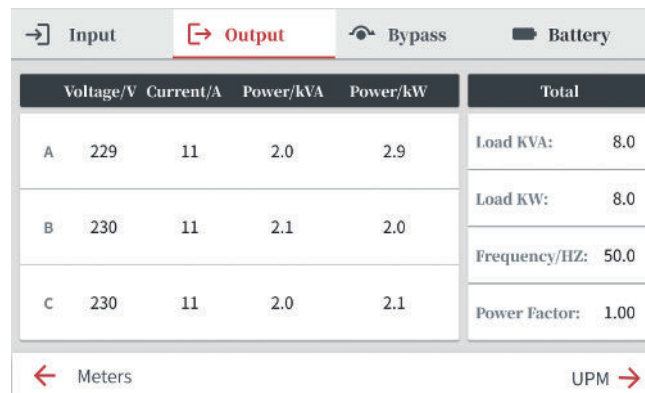 Input Output Bypass Battery
Voltage/V Current/A Power/kVA Power/kW Total
A 229 11 2.0 2.9
Load KVA: 8.0
B 230 11 2.1 2.0
Load KW: 8.0
Frequency/HZ: 50.0
C 230 11 2.0 2.1
Power Factor: 1.00
Meters UPM